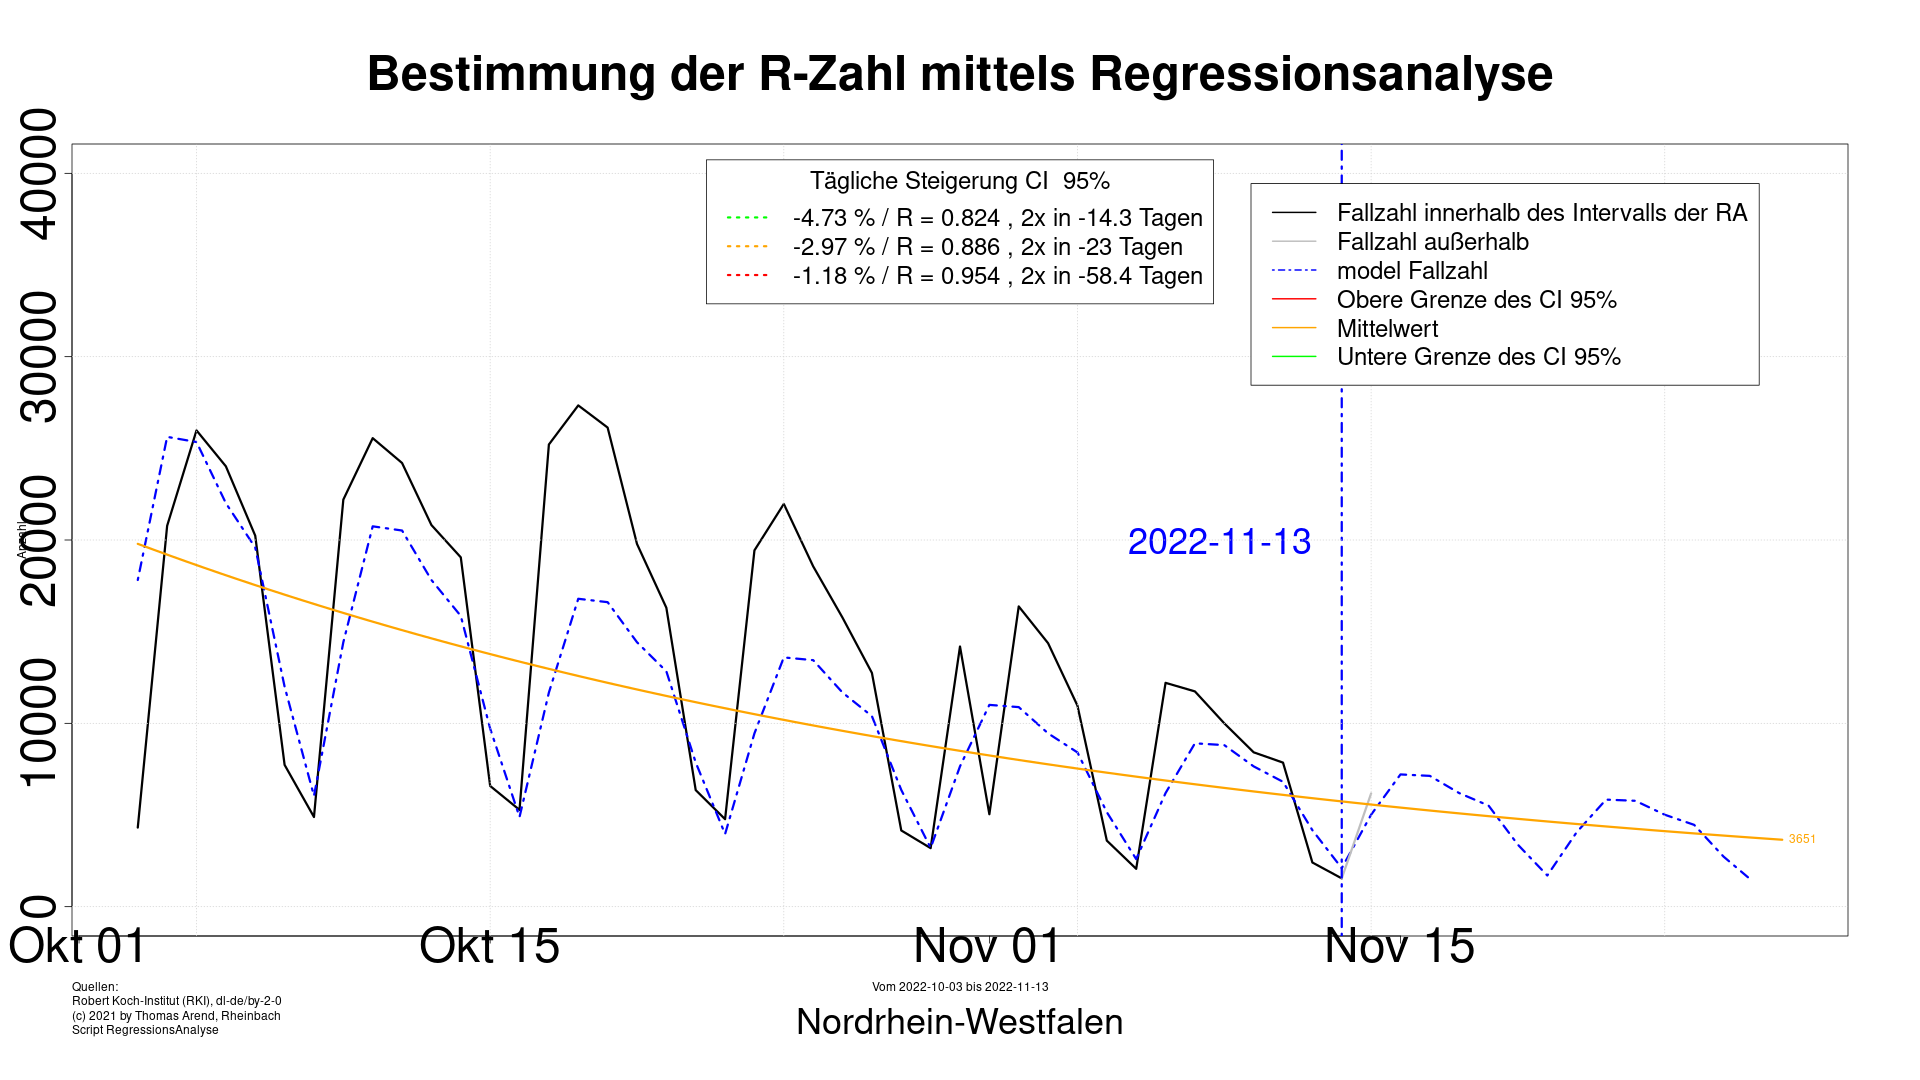 Bestimmung der R-Zahl mittels Regressionsanalyse
Anzahl
40000
30000
20000
10000
0
Tägliche Steigerung CI 95%
-4.73 % / R = 0.824 , 2x in -14.3 Tagen
-2.97 % / R = 0.886 , 2x in -23 Tagen
-1.18 % / R = 0.954 , 2x in -58.4 Tagen
Fallzahl innerhalb des Intervalls der RA
Fallzahl außerhalb
model Fallzahl
Obere Grenze des CI 95%
Mittelwert
Untere Grenze des CI 95%
2022-11-13
3651
Okt 01 Okt 15 Nov 01 Nov 15
Vom 2022-10-03 bis 2022-11-13
Nordrhein-Westfalen
Quellen:
Robert Koch-Institut (RKI), dl-de/by-2-0
(c) 2021 by Thomas Arend, Rheinbach
Script RegressionsAnalyse